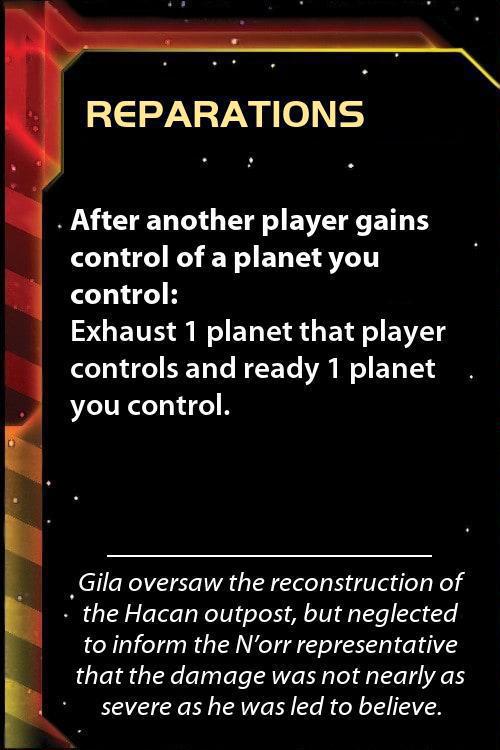 REPARATIONS
After another player gains
control of a planet you
control:
Exhaust 1 planet that player
controls and ready 1 planet
you control.
Gila oversaw the reconstruction of
the Hacan outpost, but neglected
to inform the N’orr representative
that the damage was not nearly as
severe as he was led to believe.